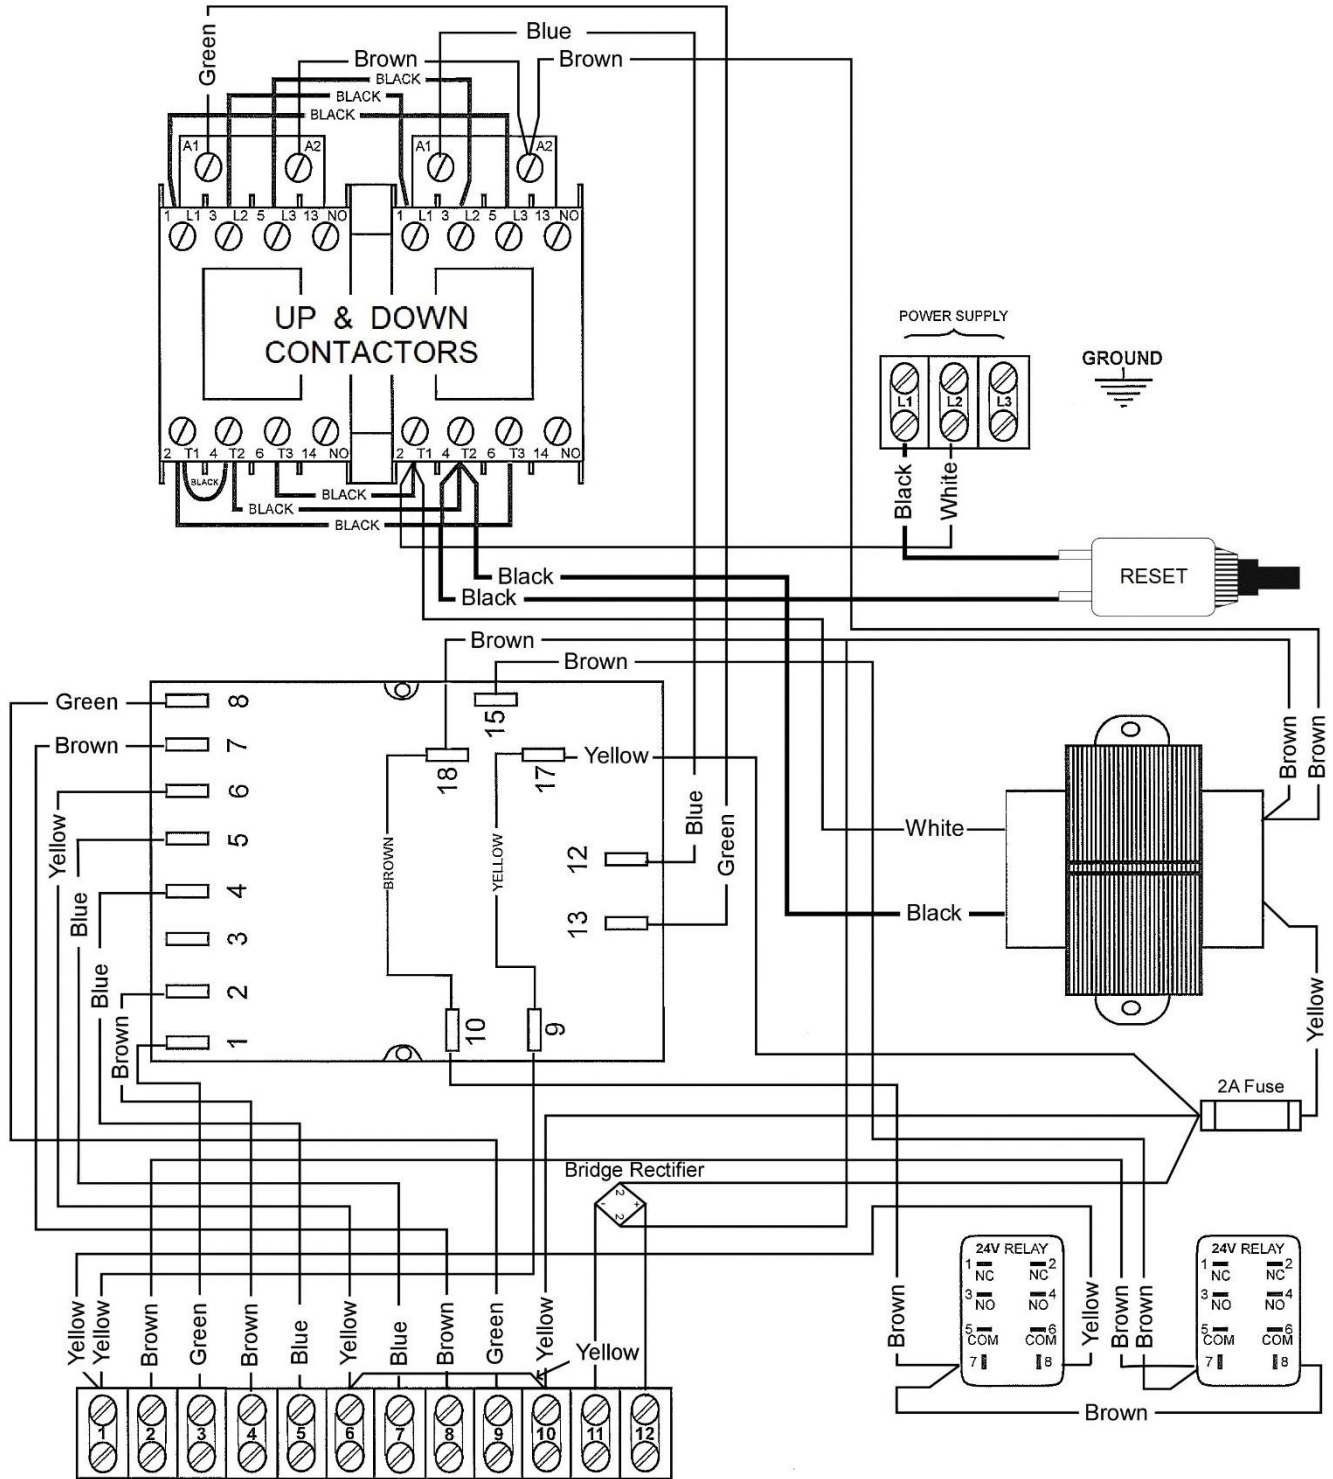 Green
Blue
Brown
Brown
BLACK
BLACK
BLACK
A1
A2
A1
A2
1 L1 3 L2 5 L3 13 NO
1 L1 3 L2 5 L3 13 NO
UP & DOWN
CONTACTORS
2 T1 4 T2 6 T3 14 NO
2 T1 4 T2 6 T3 14 NO
BLACK
BLACK
BLACK
BLACK
POWER SUPPLY
L1
L2
L3
GROUND
Black
White
RESET
Black
Black
Brown
Brown
Green
Brown
Yellow
Blue
Blue
Brown
8
7
6
5
4
3
2
1
15
18
17
Yellow
BROWN
YELLOW
12
13
10
9
Blue
Green
White
Black
Brown
Brown
Yellow
2A Fuse
Bridge Rectifier
2
- +
2
Yellow
Yellow
Brown
Green
Brown
Blue
Yellow
Blue
Brown
Green
Yellow
Yellow
Brown
Yellow
Brown
Brown
24V RELAY
1 2
NC NC
3 4
NO NO
5 6
COM COM
7 8
24V RELAY
1 2
NC NC
3 4
NO NO
5 6
COM COM
7 8
Brown
1 2 3 4 5 6 7 8 9 10 11 12